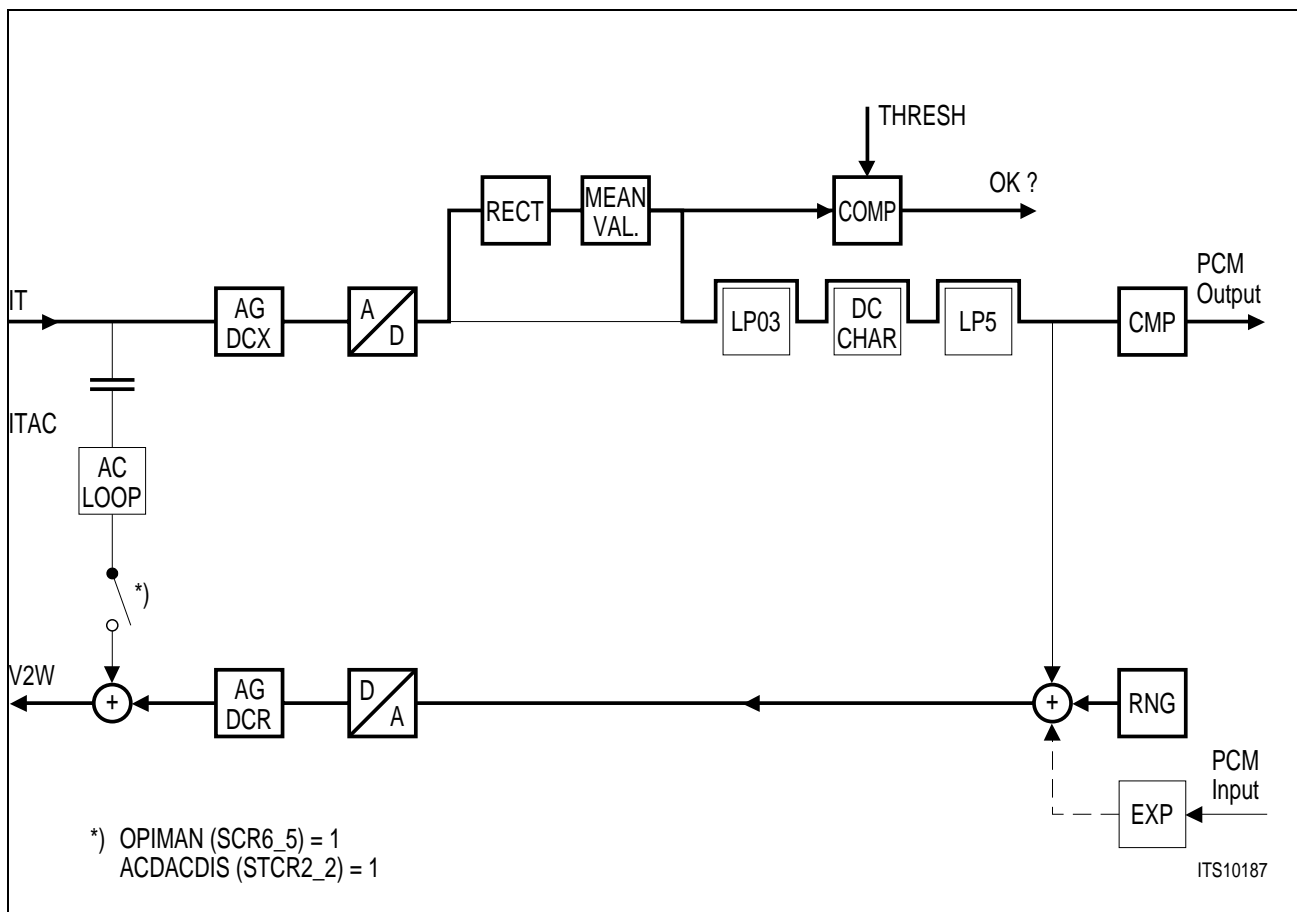 THRESH
OK ?
RECT
MEAN
VAL.
COMP
PCM
Output
IT
AG
DCX
A
D
LP03
DC
CHAR
LP5
CMP
ITAC
AC
LOOP
*)
V2W
+
AG
DCR
D
A
+
RNG
PCM
Input
EXP
*) OPIMAN (SCR6_5) = 1
ACDACDIS (STCR2_2) = 1
ITS10187